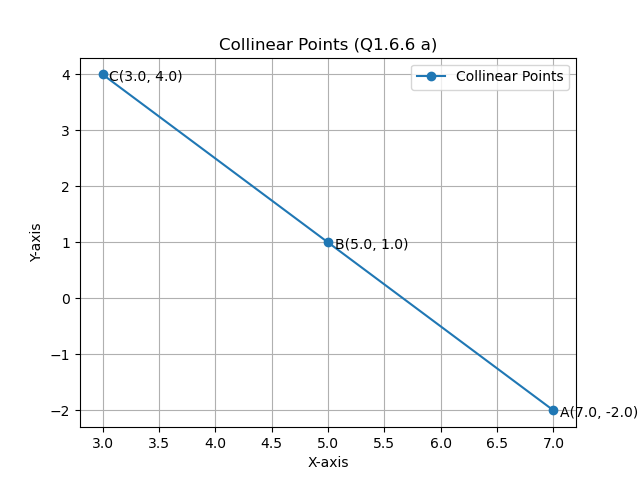 Collinear Points (Q1.6.6 a)
Collinear Points
C(3.0, 4.0)
B(5.0, 1.0)
A(7.0, -2.0)
Y-axis
4
3
2
1
0
−1
−2
3.0 3.5 4.0 4.5 5.0 5.5 6.0 6.5 7.0
X-axis